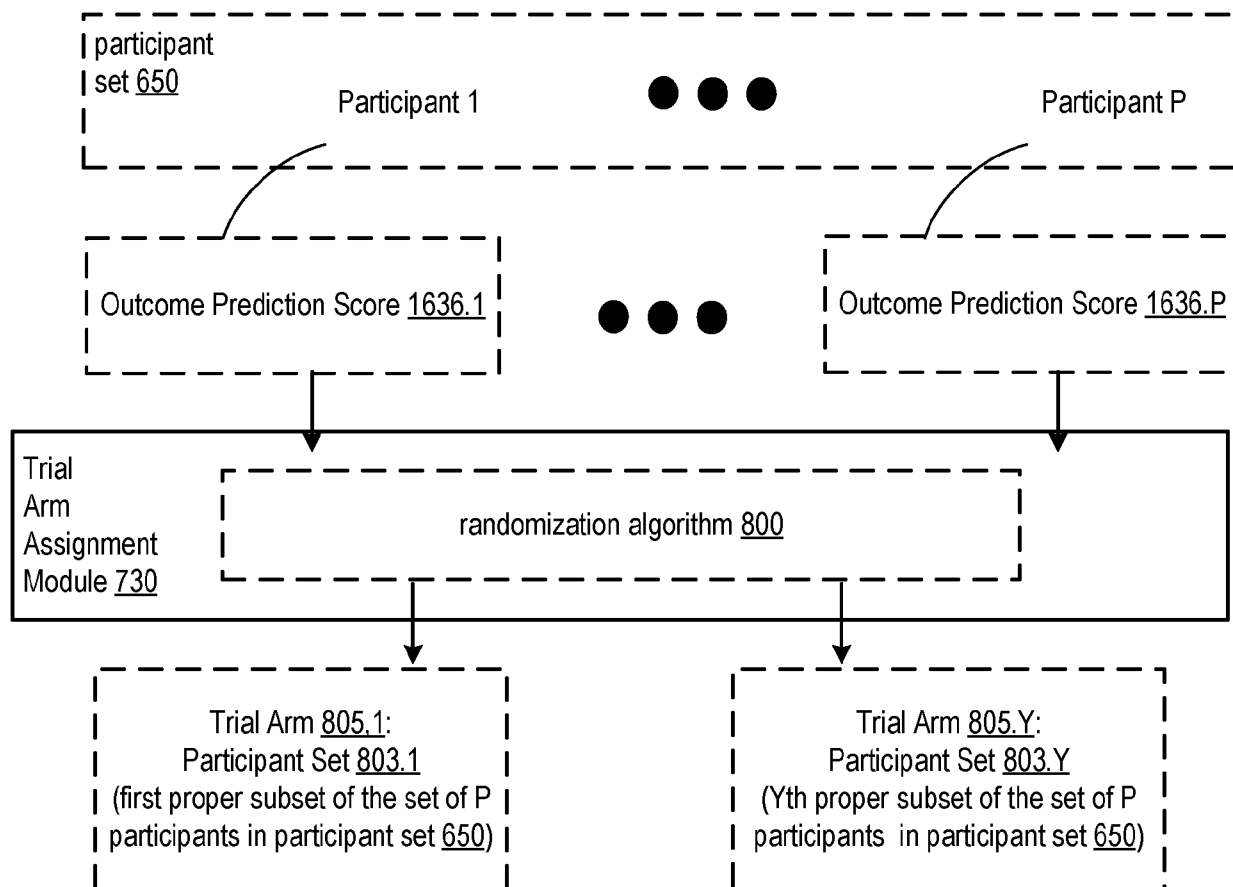 participant
set 650
Participant 1
Participant P
Outcome Prediction Score 1636.1
Outcome Prediction Score 1636.P
Trial
Arm
Assignment
Module 730
randomization algorithm 800
Trial Arm 805,1:
Participant Set 803.1
(first proper subset of the set of P
participants in participant set 650)
Trial Arm 805.Y:
Participant Set 803.Y
(Yth proper subset of the set of P
participants in participant set 650)